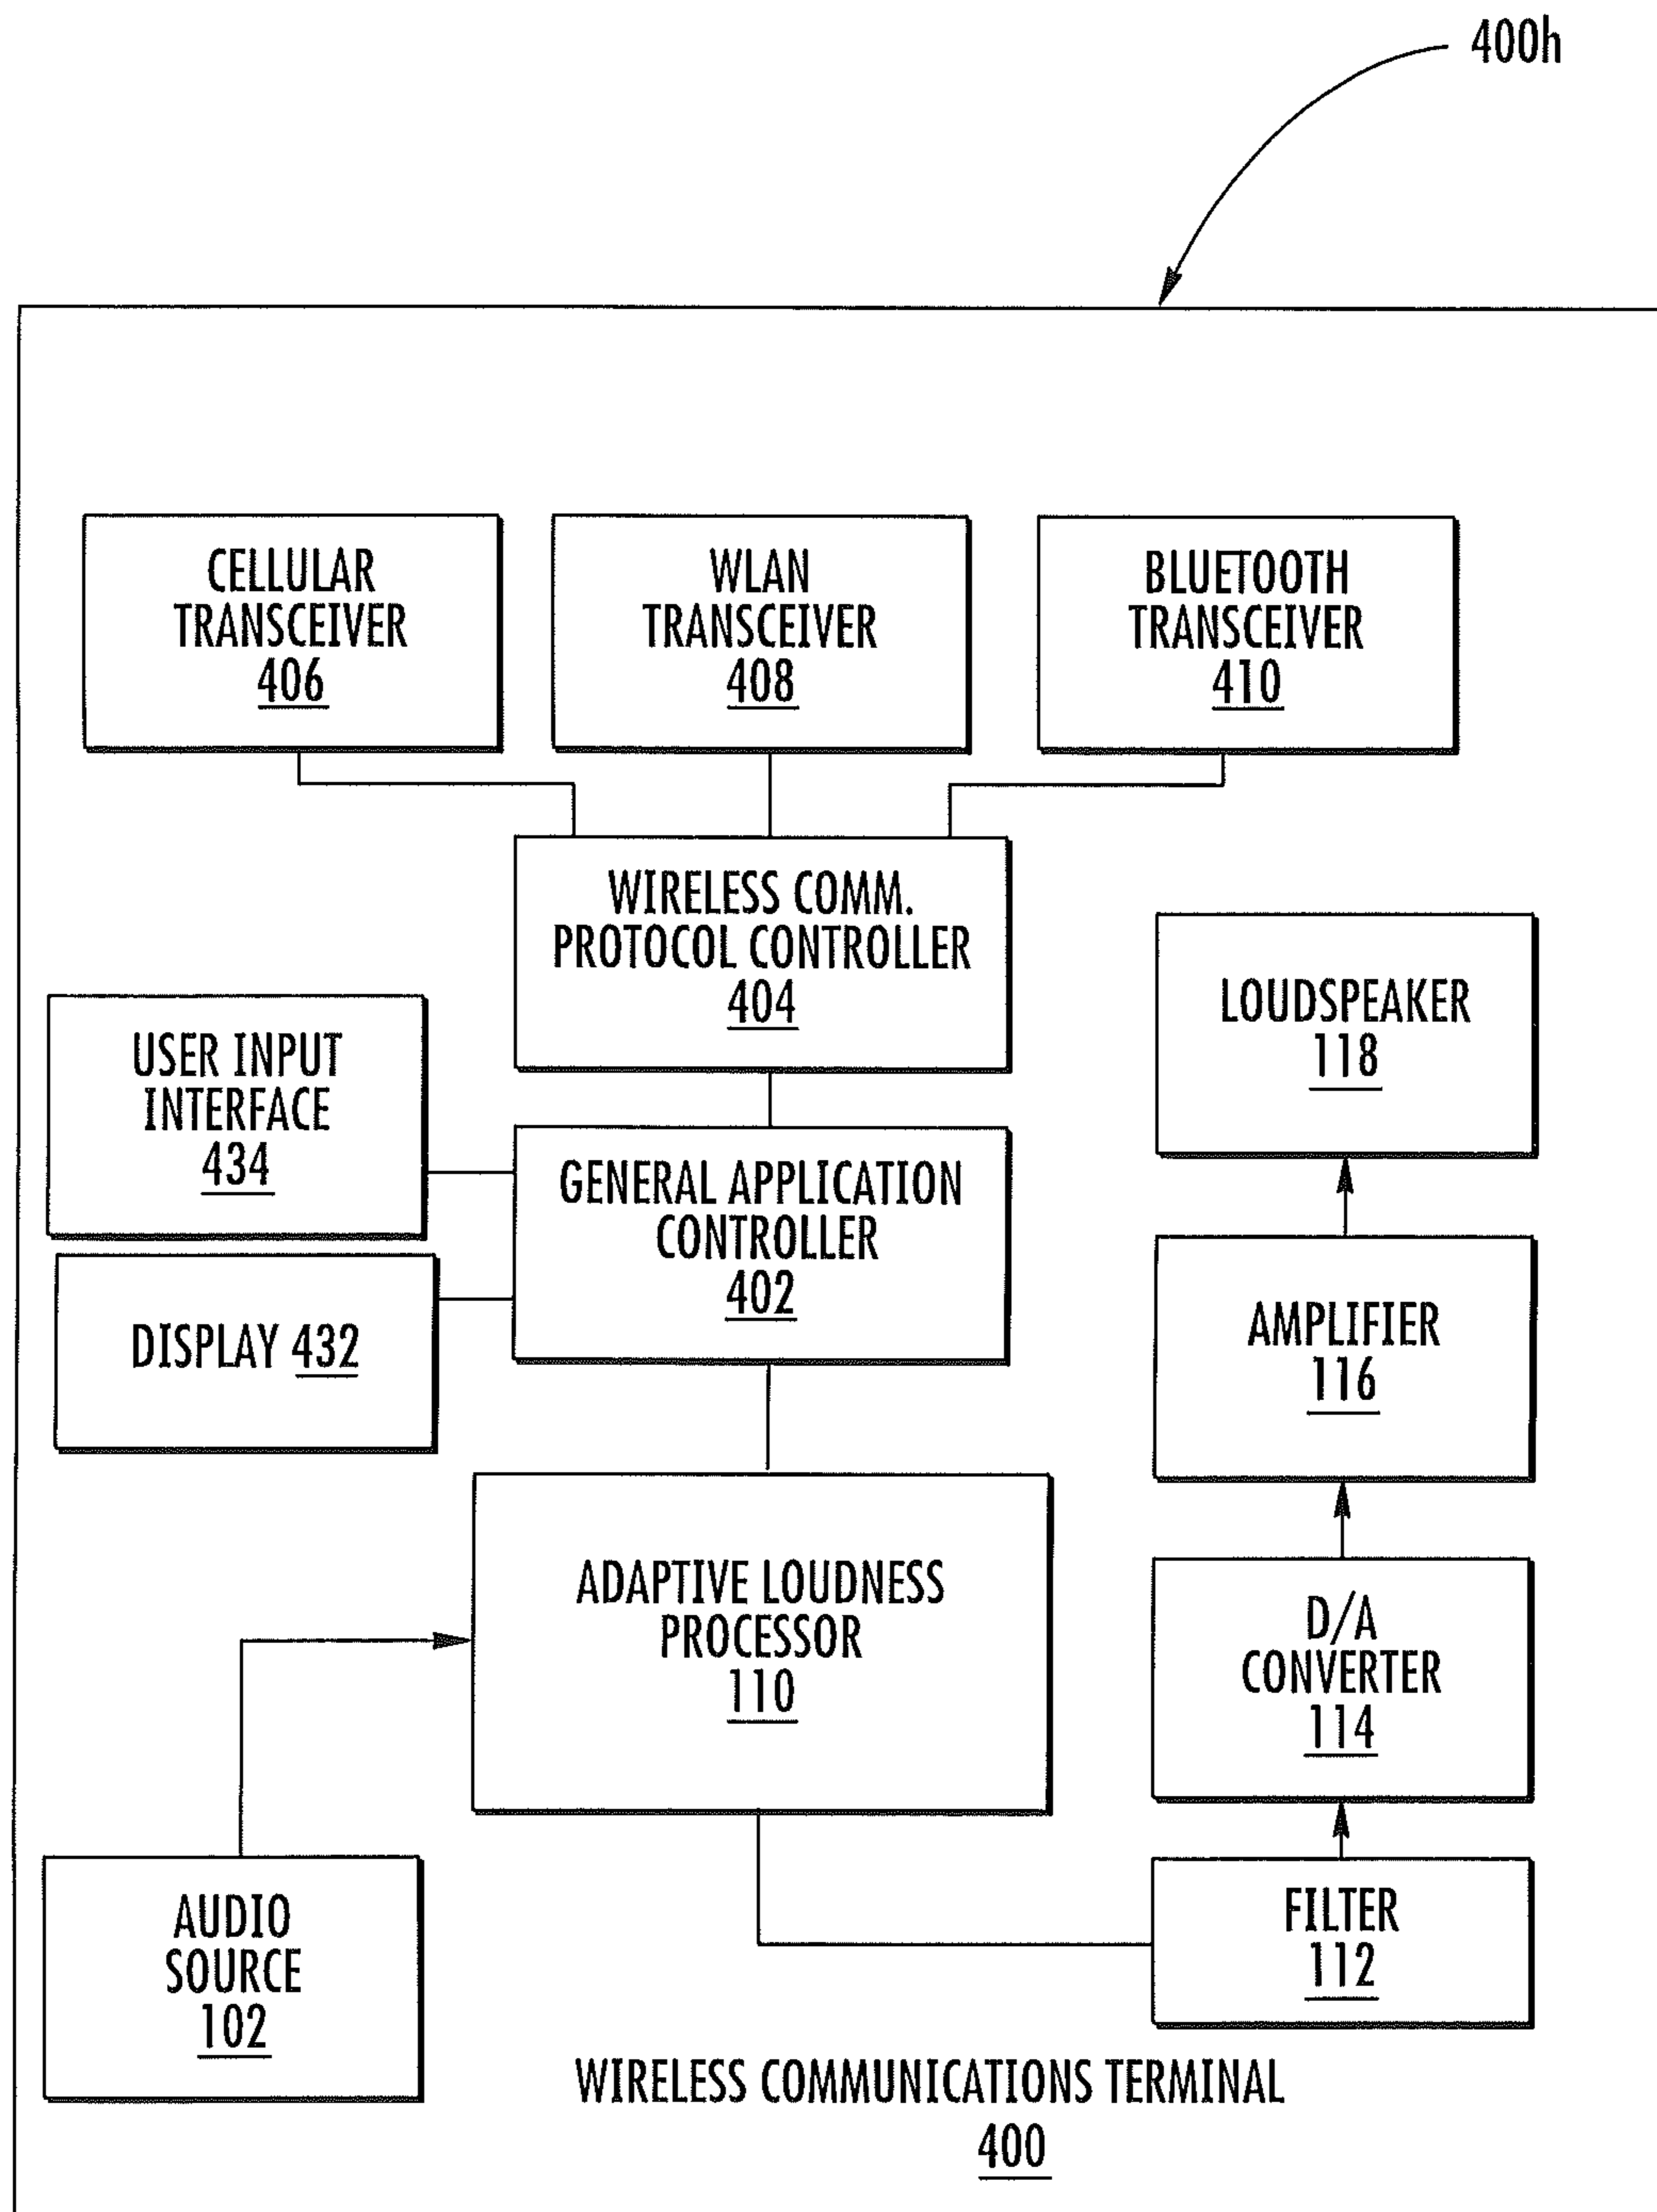 400h
CELLULAR
TRANSCEIVER
406
WLAN
TRANSCEIVER
408
BLUETOOTH
TRANSCEIVER
410
WIRELESS COMM.
PROTOCOL CONTROLLER
404
LOUDSPEAKER
118
USER INPUT
INTERFACE
434
GENERAL APPLICATION
CONTROLLER
402
DISPLAY 432
AMPLIFIER
116
ADAPTIVE LOUDNESS
PROCESSOR
110
D/A
CONVERTER
114
AUDIO
SOURCE
102
FILTER
112
WIRELESS COMMUNICATIONS TERMINAL
400